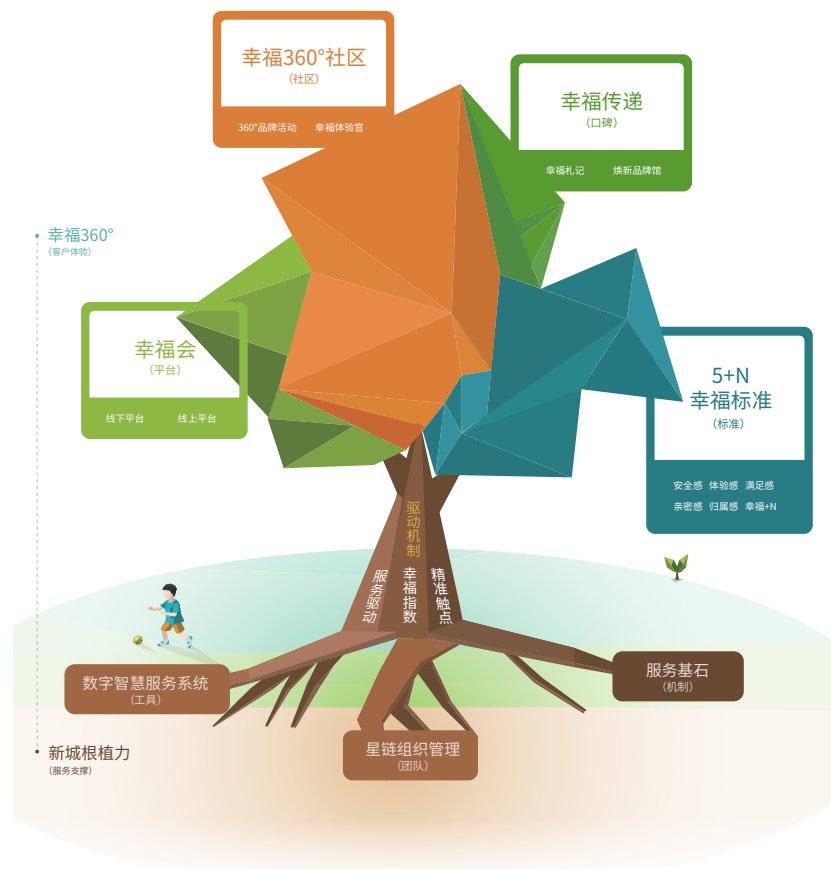 幸福360°社区
（社区）
360°品牌活动 幸福体验官
幸福传递
（口碑）
幸福札记 焕新品牌馆
幸福360°
（客户体验）
幸福会
（平台）
线下平台 线上平台
5+N
幸福标准
（标准）
安全感 体验感 满足感
亲密感 归属感 幸福+N
驱动机制
服务驱动
幸福指数
精准触点
数字智慧服务系统
（工具）
服务基石
（机制）
星链组织管理
（团队）
新城根植力
（服务支撑）